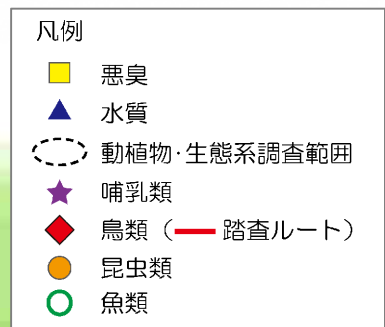 凡例
悪臭
水質
動植物・生態系調査範囲
哺乳類
鳥類（ 踏査ルート）
昆虫類
魚類